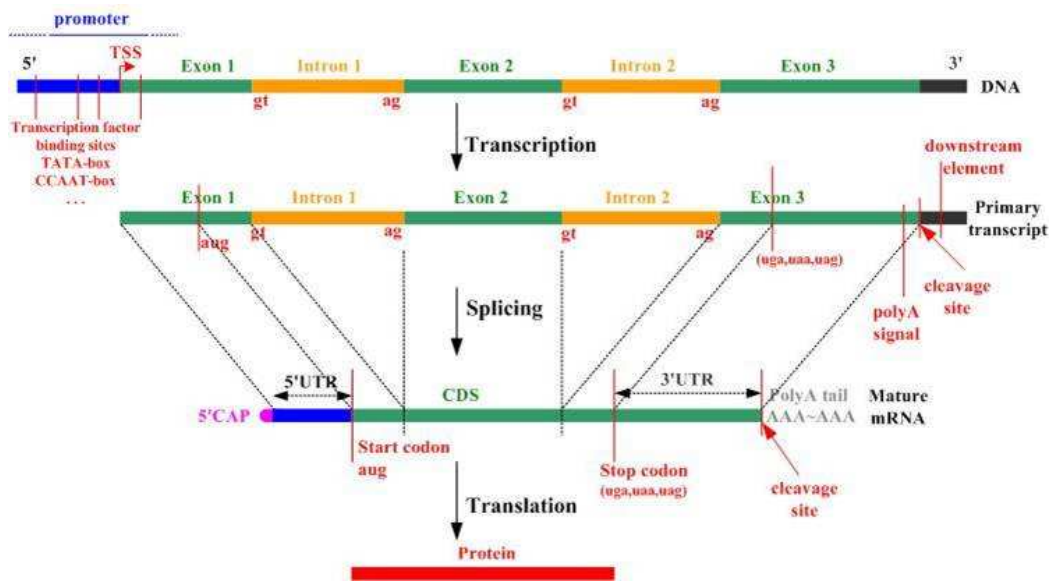 promoter
5' TSS Exon 1 Intron 1 Exon 2 Intron 2 Exon 3 3'
DNA
gt ag gt ag
Transcription factor
binding sites
TATA-box
CCAAT-box
...
Transcription
downstream
element
Exon 1 Intron 1 Exon 2 Intron 2 Exon 3
Primary
transcript
aug gt ag gt ag
(uga,uaa,uag)
cleavage
site
polyA
signal
Splicing
5'UTR CDS 3'UTR
5'CAP
PolyA tail
AAA~AAA
Mature
mRNA
Start codon
aug
Stop codon
(uga,uaa,uag)
cleavage
site
Translation
Protein